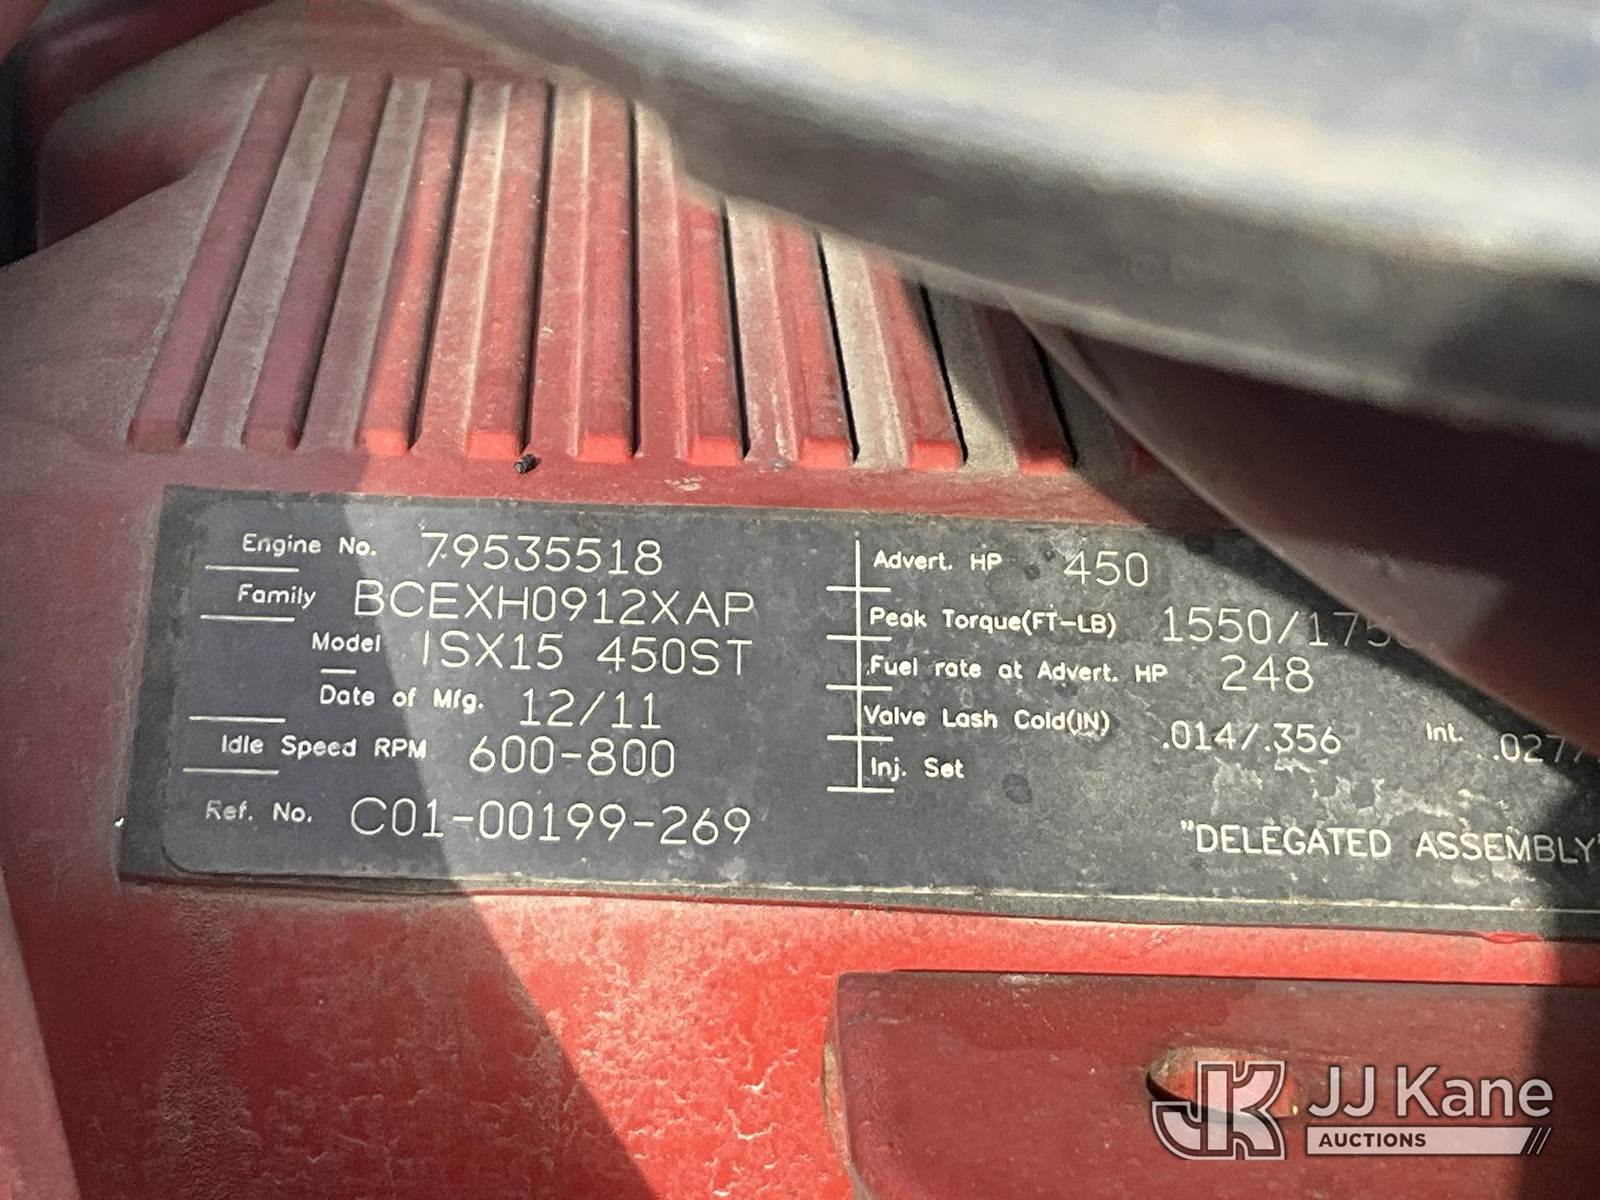 Engine No. 79535518
Family BCEXH0912XAP
Model ISX15 450ST
Date of Mfg. 12/11
Idle Speed RPM 600-800
Ref. No. C01-00199-269
Advert. HP 450
Peak Torque(FT-LB)
Fuel rate at Advert. HP 248
Valve Lash Cold(IN) .014/.356 Int.
Inj. Set
"DELEGATED ASSEMBLY"
JK JJ Kane
AUCTIONS